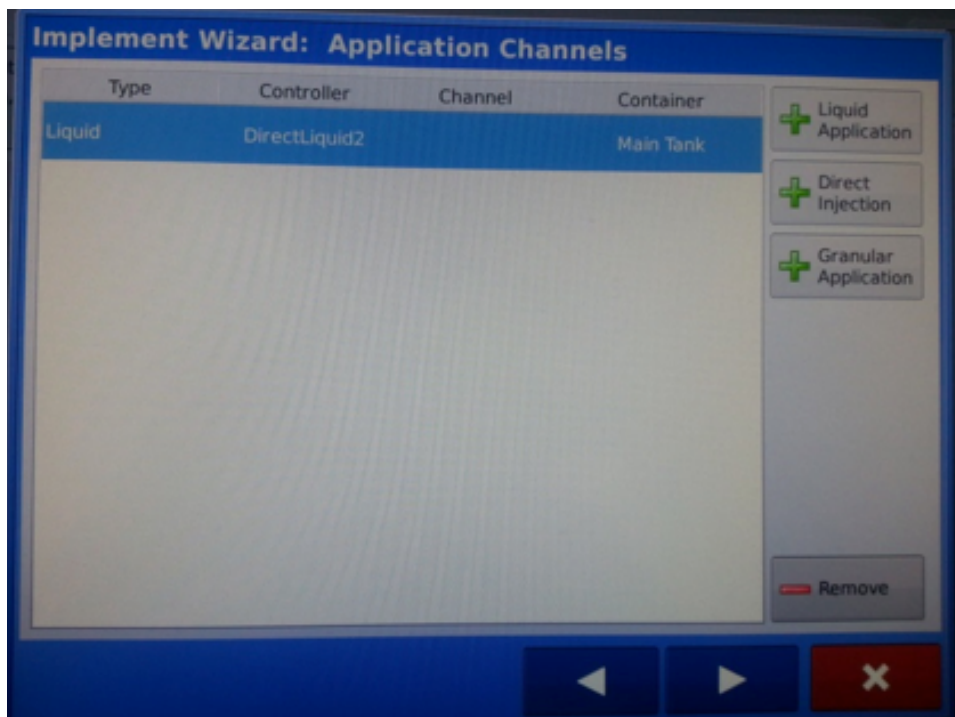 Implement Wizard: Application Channels
Type Controller Channel Container
Liquid DirectLiquid2 Main Tank
Liquid
Application
Direct
Injection
Granular
Application
Remove